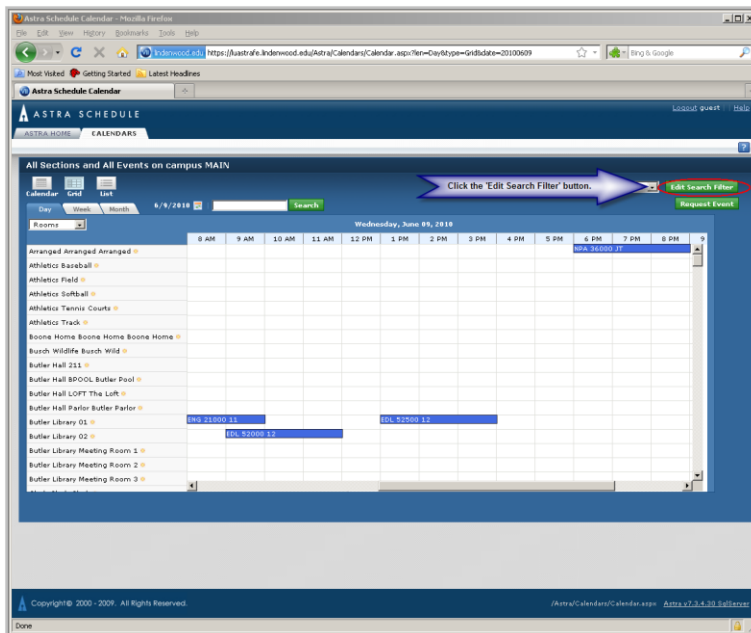 Astra Schedule Calendar - Mozilla Firefox
File Edit View History Bookmarks Tools Help
lindenwood.edu https://luastrafe.lindenwood.edu/Astra/Calendars/Calendar.aspx?len=Day&type=Grid&date=20100609
Bing & Google
Most Visited Getting Started Latest Headlines
Astra Schedule Calendar
ASTRA SCHEDULE
Logout guest Help
ASTRA HOME CALENDARS
?
All Sections and All Events on campus MAIN
Click the 'Edit Search Filter' button.
Edit Search Filter
Calendar Grid List
Day Week Month 6/9/2010 Search
Request Event
Rooms
Wednesday, June 09, 2010
8 AM 9 AM 10 AM 11 AM 12 PM 1 PM 2 PM 3 PM 4 PM 5 PM 6 PM 7 PM 8 PM 9
Arranged Arranged Arranged
NPA 36000 JT
Athletics Baseball
Athletics Field
Athletics Softball
Athletics Tennis Courts
Athletics Track
Boone Home Boone Home Boone Home
Busch Wildlife Busch Wild
Butler Hall 211
Butler Hall BPOOL Butler Pool
Butler Hall LOFT The Loft
Butler Hall Parlor Butler Parlor
Butler Library 01 ENG 21000 11 EDL 52500 12
Butler Library 02 EDL 52000 12
Butler Library Meeting Room 1
Butler Library Meeting Room 2
Butler Library Meeting Room 3
Copyright© 2000 - 2009. All Rights Reserved.
/Astra/Calendars/Calendar.aspx Astra v7.3.4.30 SqlServer
Done